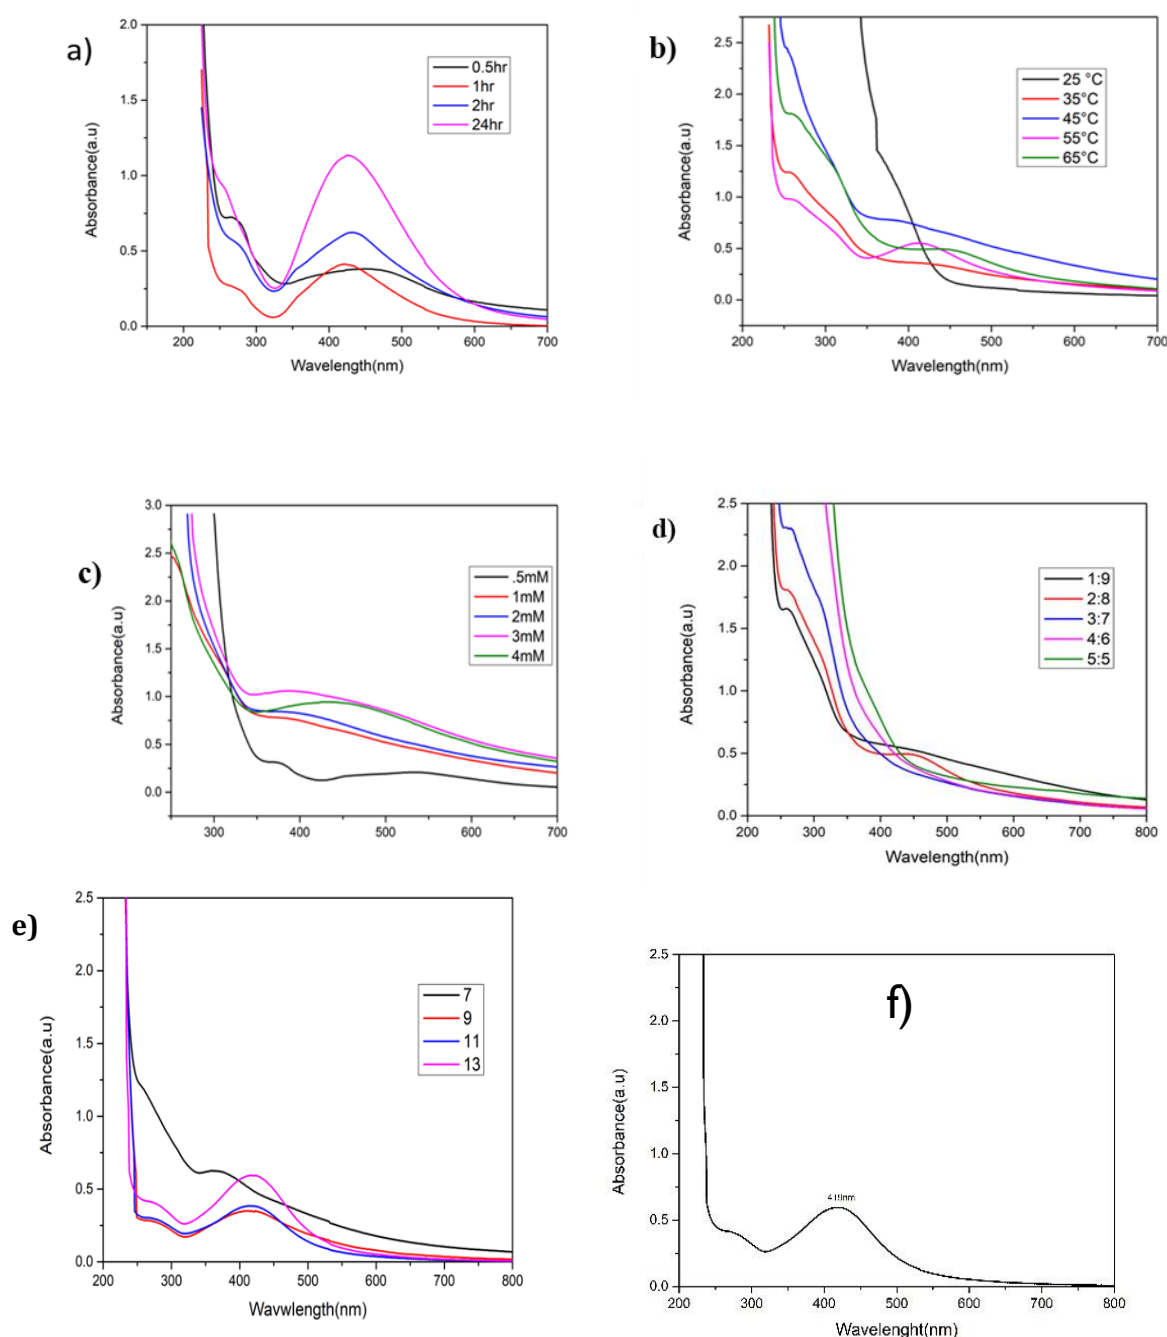 a)
2.0
1.5
1.0
0.5
0.0
Absorbance(a.u)
0.5hr
1hr
2hr
24hr
200 300 400 500 600 700
Wavelength(nm)
b)
2.5
2.0
1.5
1.0
0.5
0.0
Absorbance(a.u)
25 °C
35°C
45°C
55°C
65°C
200 300 400 500 600 700
Wavelength(nm)
c)
3.0
2.5
2.0
1.5
1.0
0.5
0.0
Absorbance(a.u)
.5mM
1mM
2mM
3mM
4mM
300 400 500 600 700
Wavelength(nm)
d)
2.5
2.0
1.5
1.0
0.5
0.0
Absorbance(a.u)
1:9
2:8
3:7
4:6
5:5
200 300 400 500 600 700 800
Wavelength(nm)
e)
2.5
2.0
1.5
1.0
0.5
0.0
Absorbance(a.u)
7
9
11
13
200 300 400 500 600 700 800
Wavwlength(nm)
f)
2.5
2.0
1.5
1.0
0.5
0.0
Absorbance(a.u)
419nm
200 300 400 500 600 700 800
Wavelenght(nm)